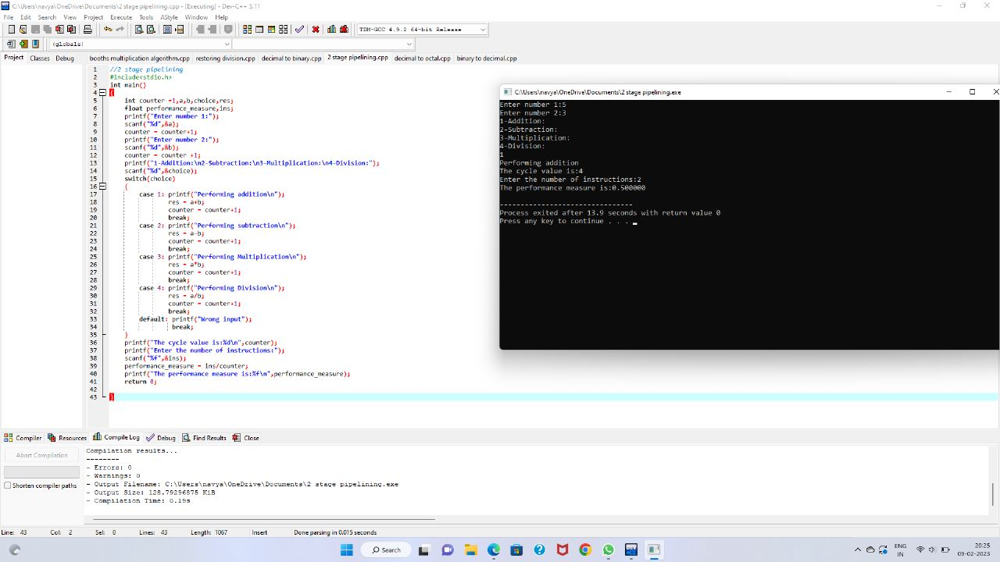 C:\Users\navya\OneDrive\Documents\2 stage pipelining.cpp - [Executing] - Dev-C++ 5.11
File Edit Search View Project Execute Tools AStyle Window Help
TDM-GCC 4.9.2 64-bit Release
(globals)
Project Classes Debug
booths multiplication algorithm.cpp restoring division.cpp decimal to binary.cpp 2 stage pipelining.cpp decimal to octal.cpp binary to decimal.cpp
1 //2 stage pipelining
2 #include<stdio.h>
3 int main()
4 {
5 int counter =1,a,b,choice,res;
6 float performance_measure,ins;
7 printf("Enter number 1:");
8 scanf("%d",&a);
9 counter = counter+1;
10 printf("Enter number 2:");
11 scanf("%d",&b);
12 counter = counter +1;
13 printf("1-Addition:\n2-Subtraction:\n3-Multiplication:\n4-Division:");
14 scanf("%d",&choice);
15 switch(choice)
16 {
17 case 1: printf("Performing addition\n");
18 res = a+b;
19 counter = counter+1;
20 break;
21 case 2: printf("Performing subtraction\n");
22 res = a-b;
23 counter = counter+1;
24 break;
25 case 3: printf("Performing Multiplication\n");
26 res = a*b;
27 counter = counter+1;
28 break;
29 case 4: printf("Performing Division\n");
30 res = a/b;
31 counter = counter+1;
32 break;
33 default: printf("Wrong input");
34 break;
35 }
36 printf("The cycle value is:%d\n",counter);
37 printf("Enter the number of instructions:");
38 scanf("%f",&ins);
39 performance_measure = ins/counter;
40 printf("The performance measure is:%f\n",performance_measure);
41 return 0;
42
43 }
C:\Users\navya\OneDrive\Documents\2 stage pipelining.exe
Enter number 1:5
Enter number 2:3
1-Addition:
2-Subtraction:
3-Multiplication:
4-Division:
1
Performing addition
The cycle value is:4
Enter the number of instructions:2
The performance measure is:0.500000
--------------------------------
Process exited after 13.9 seconds with return value 0
Press any key to continue . . .
Compiler Resources Compile Log Debug Find Results Close
Abort Compilation
Shorten compiler paths
Compilation results...
--------
- Errors: 0
- Warnings: 0
- Output Filename: C:\Users\navya\OneDrive\Documents\2 stage pipelining.exe
- Output Size: 128.79296875 KiB
- Compilation Time: 0.19s
Line: 43 Col: 2 Sel: 0 Lines: 43 Length: 1067 Insert Done parsing in 0.015 seconds
Search
ENG
IN
20:25
09-02-2023